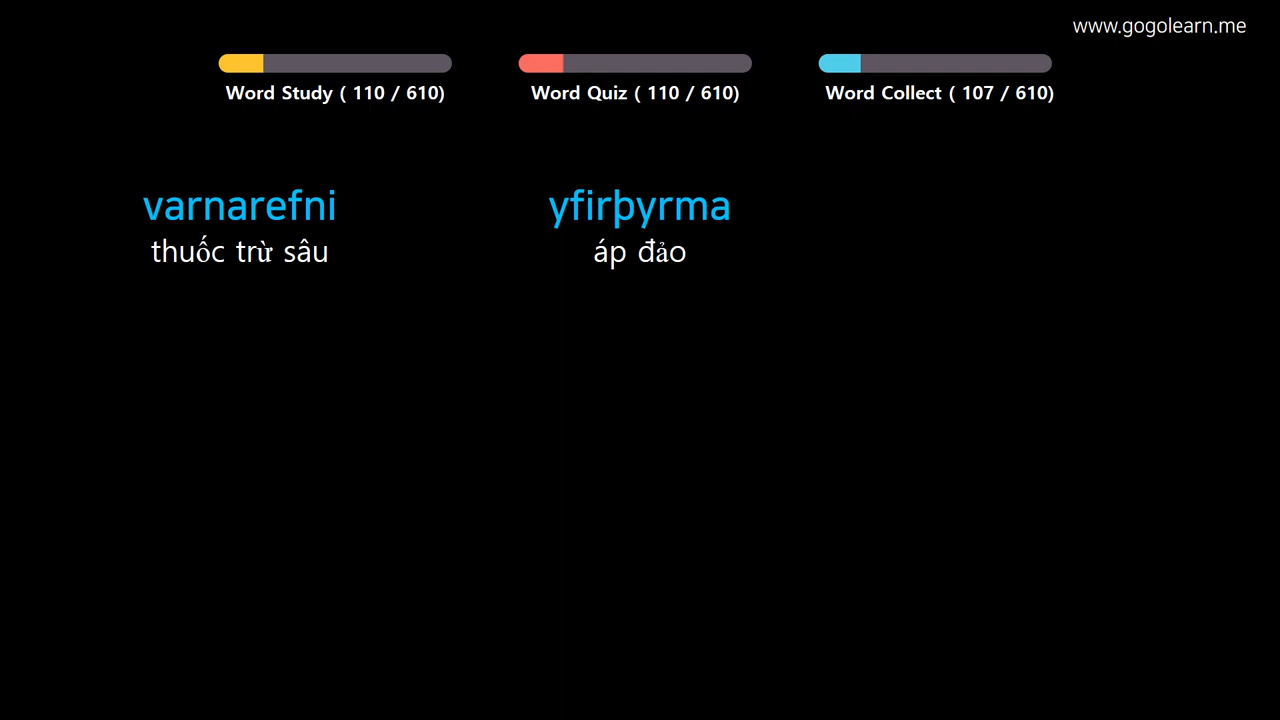 www.gogolearn.me
Word Study ( 110 / 610)
Word Quiz ( 110 / 610)
Word Collect ( 107 / 610)
varnarefni
thuốc trừ sâu
yfirþyrma
áp đảo